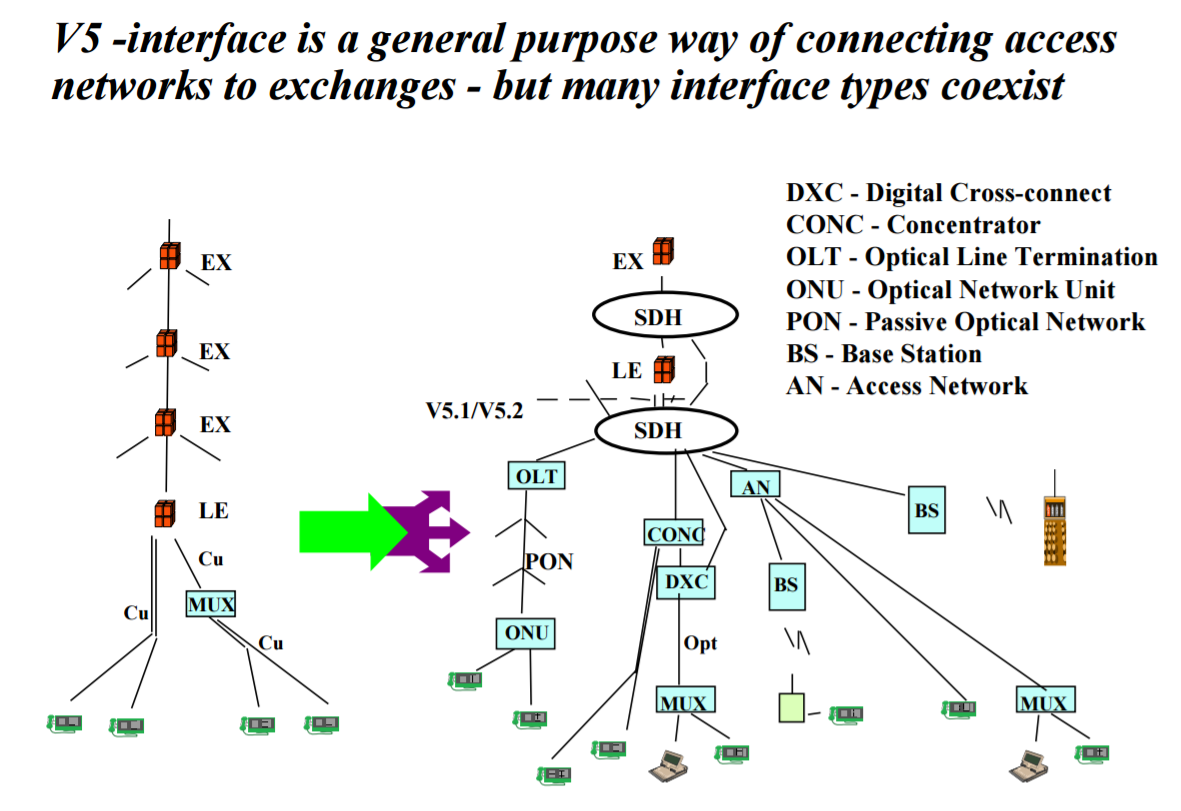 V5 -interface is a general purpose way of connecting access
networks to exchanges - but many interface types coexist
DXC - Digital Cross-connect
CONC - Concentrator
OLT - Optical Line Termination
ONU - Optical Network Unit
PON - Passive Optical Network
BS - Base Station
AN - Access Network
EX
EX
EX
LE
Cu
Cu
MUX
Cu
EX
SDH
LE
V5.1/V5.2
SDH
OLT
PON
ONU
CONC
DXC
Opt
MUX
AN
BS
BS
MUX